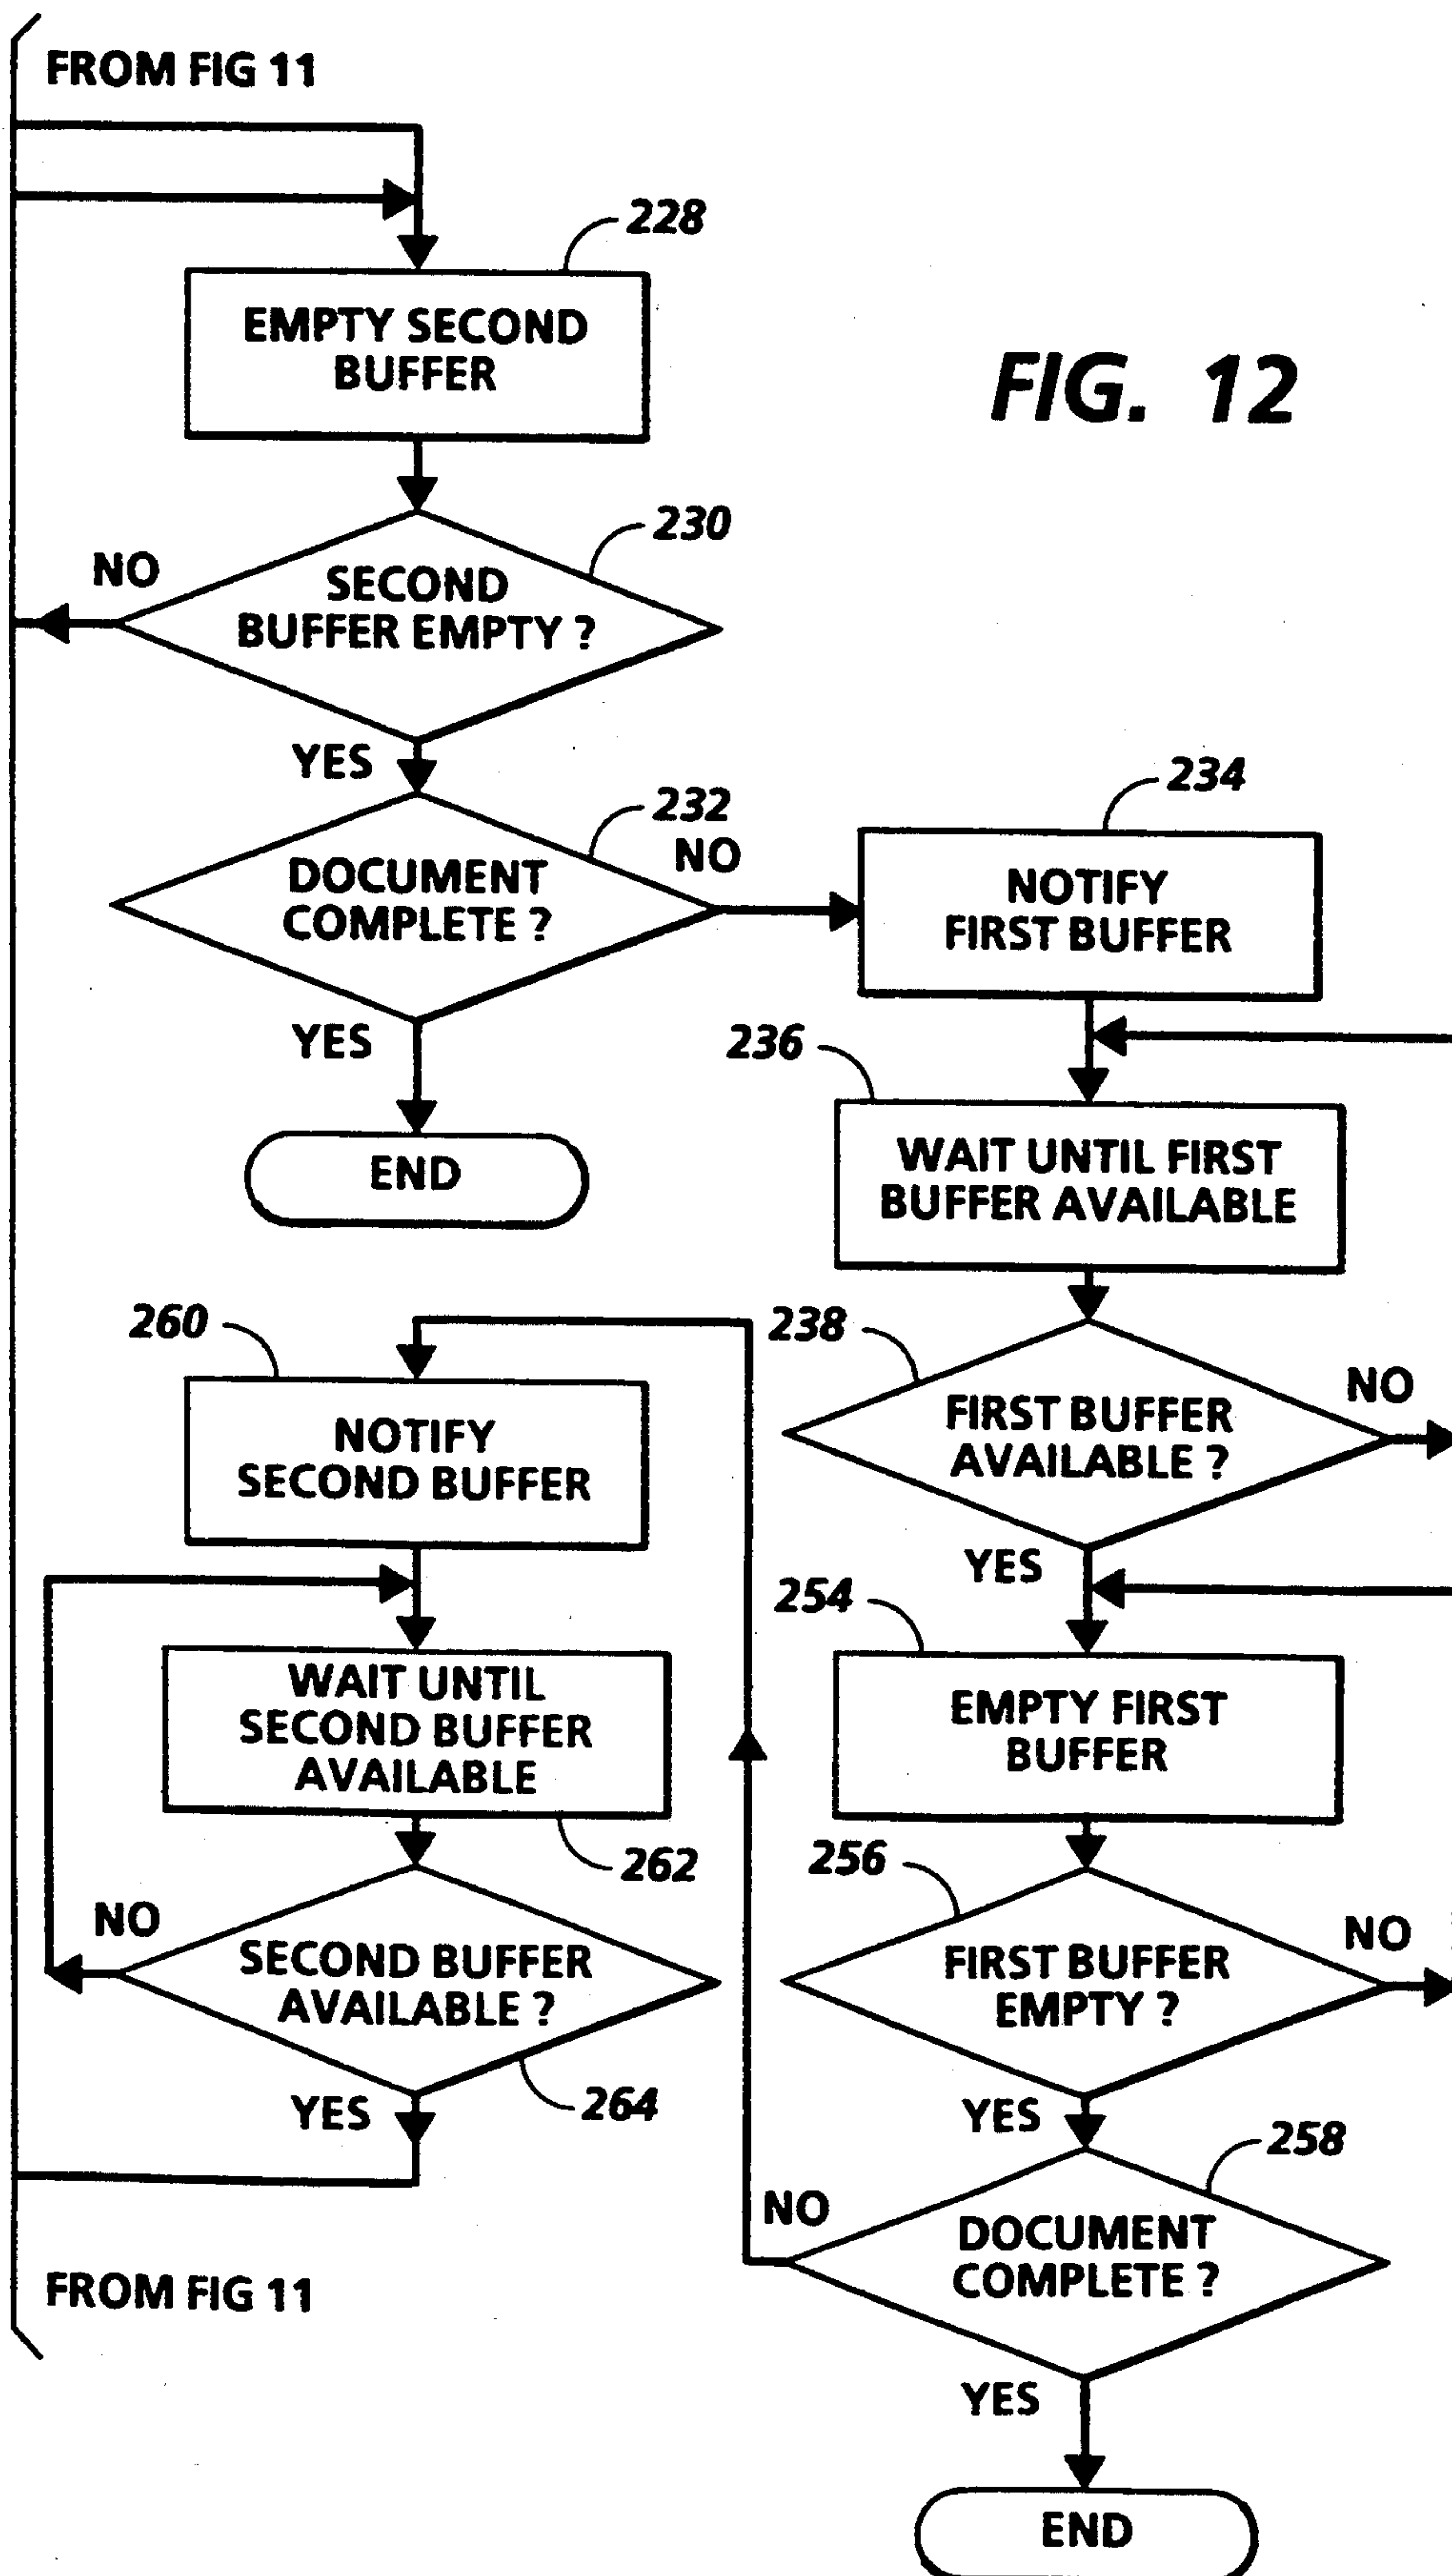 FROM FIG 11
228
EMPTY SECOND
BUFFER
FIG. 12
230
NO
SECOND
BUFFER EMPTY ?
YES
232
NO
DOCUMENT
COMPLETE ?
YES
END
234
NOTIFY
FIRST BUFFER
236
WAIT UNTIL FIRST
BUFFER AVAILABLE
238
NO
FIRST BUFFER
AVAILABLE ?
YES
254
EMPTY FIRST
BUFFER
256
NO
FIRST BUFFER
EMPTY ?
YES
258
NO
DOCUMENT
COMPLETE ?
YES
END
260
NOTIFY
SECOND BUFFER
WAIT UNTIL
SECOND BUFFER
AVAILABLE
262
NO
SECOND BUFFER
AVAILABLE ?
YES
264
FROM FIG 11